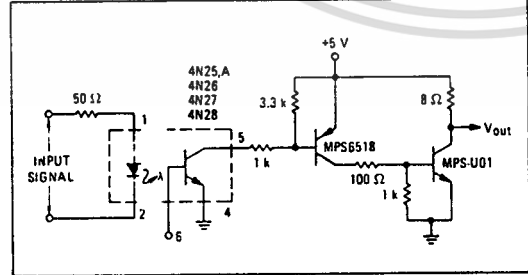 +5 V
4N25,A
4N26
4N27
4N28
50 Ω
3.3 k
8 Ω
1
5
Vout
1 k
MPS6518
MPS-U01
INPUT
SIGNAL
λ
100 Ω
1 k
2
4
6